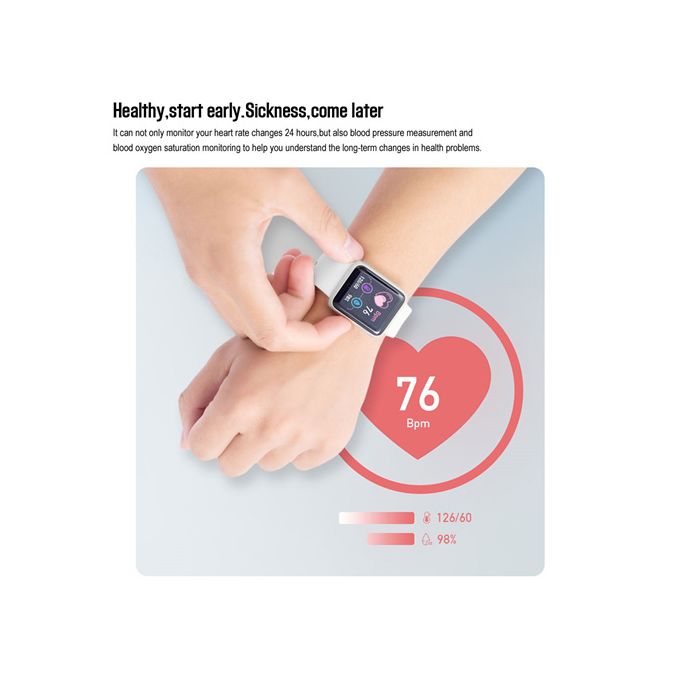 Healthy,start early.Sickness,come later
It can not only monitor your heart rate changes 24 hours,but also blood pressure measurement and
blood oxygen saturation monitoring to help you understand the long-term changes in health problems.
76
Bpm
76
Bpm
126/60
98%